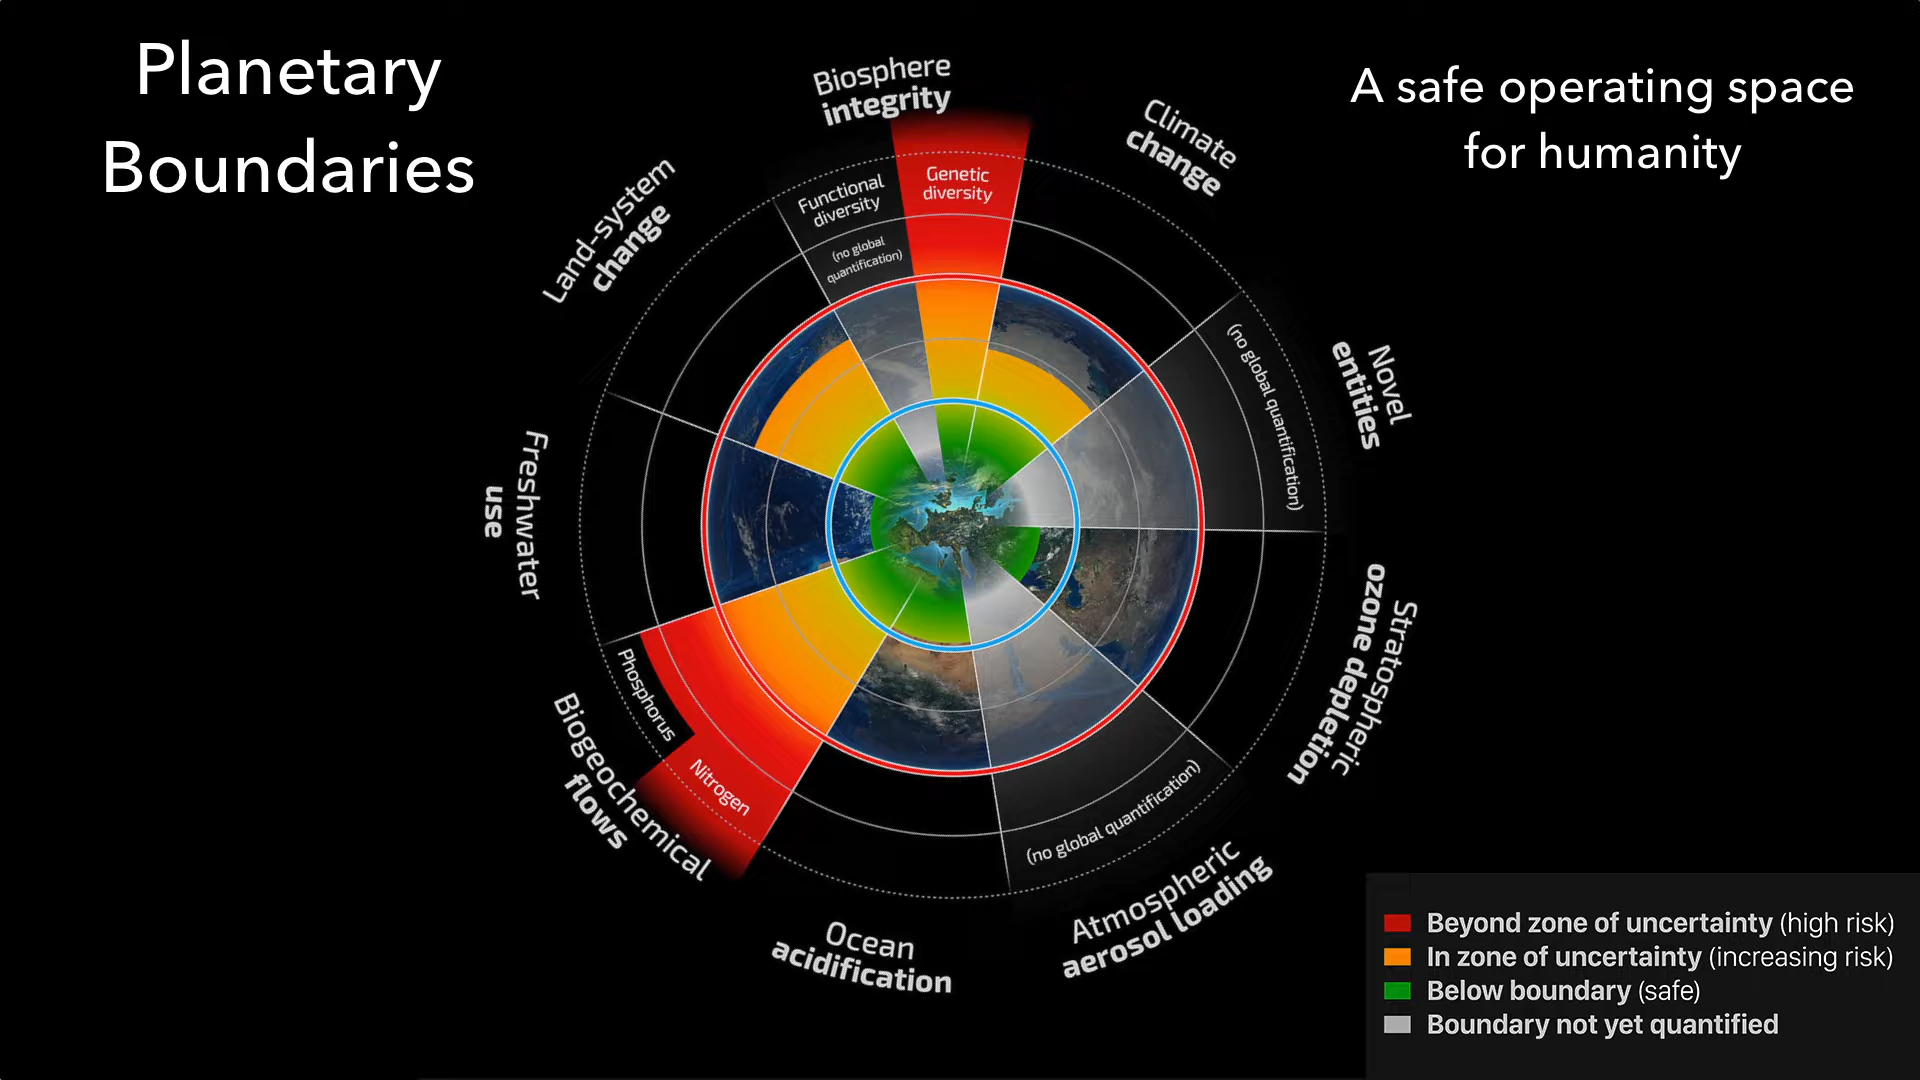 Planetary
Boundaries
A safe operating space
for humanity
Biosphere
integrity
Climate
change
Novel
entities
Stratospheric
ozone depletion
Atmospheric
aerosol loading
Ocean
acidification
Biogeochemical
flows
Freshwater
use
Land-system
change
Functional
diversity
(no global
quantification)
Genetic
diversity
(no global quantification)
(no global quantification)
Phosphorus
Nitrogen
Beyond zone of uncertainty (high risk)
In zone of uncertainty (increasing risk)
Below boundary (safe)
Boundary not yet quantified